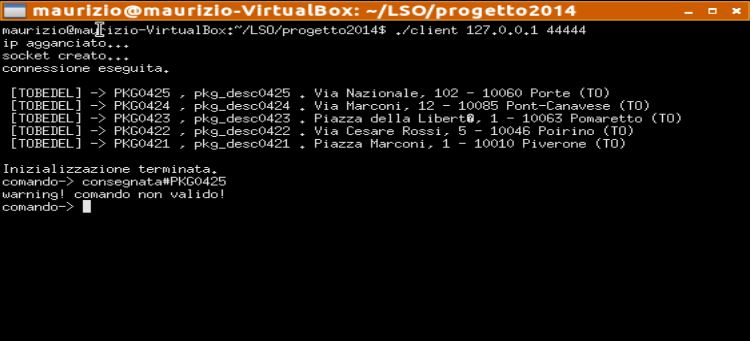 maurizio@maurizio-VirtualBox: ~/LSO/progetto2014
maurizio@maurizio-VirtualBox:~/LSO/progetto2014$ ./client 127.0.0.1 44444
ip agganciato...
socket creato...
connessione eseguita.
[TOBEDEL] -> PKG0425 , pkg_desc0425 . Via Nazionale, 102 - 10060 Porte (TO)
[TOBEDEL] -> PKG0424 , pkg_desc0424 . Via Marconi, 12 - 10085 Pont-Canavese (TO)
[TOBEDEL] -> PKG0423 , pkg_desc0423 . Piazza della Libert�, 1 - 10063 Pomaretto (TO)
[TOBEDEL] -> PKG0422 , pkg_desc0422 . Via Cesare Rossi, 5 - 10046 Poirino (TO)
[TOBEDEL] -> PKG0421 , pkg_desc0421 . Piazza Marconi, 1 - 10010 Piverone (TO)
Inizializzazione terminata.
comando-> consegnata#PKG0425
warning! comando non valido!
comando->